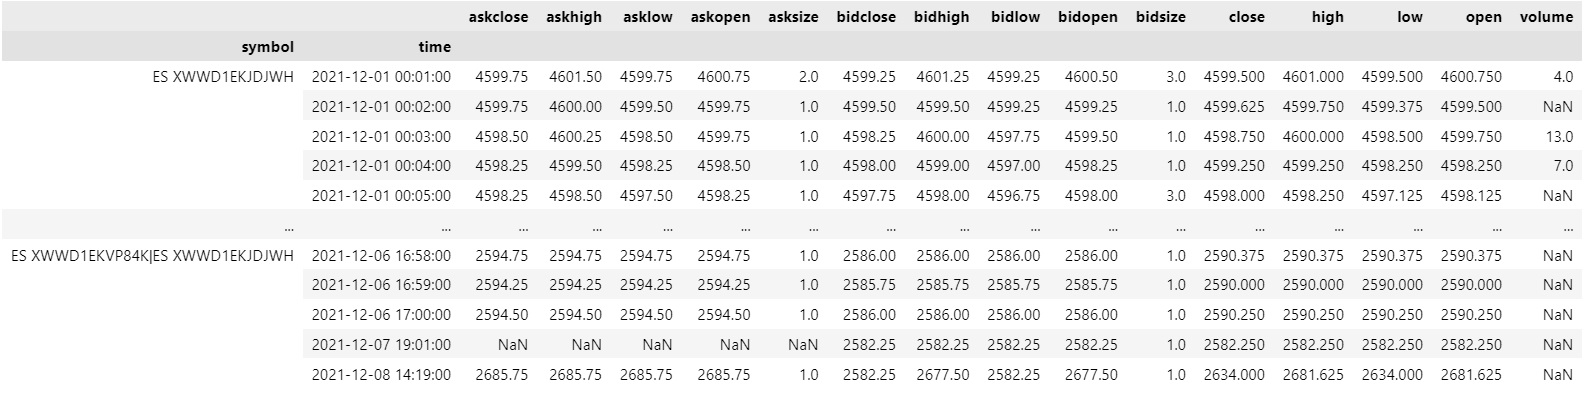 askclose askhigh asklow askopen asksize bidclose bidhigh bidlow bidopen bidsize close high low open volume
symbol time
ES XWWD1EKJDJWH 2021-12-01 00:01:00 4599.75 4601.50 4599.75 4600.75 2.0 4599.25 4601.25 4599.25 4600.50 3.0 4599.500 4601.000 4599.500 4600.750 4.0
2021-12-01 00:02:00 4599.75 4600.00 4599.50 4599.75 1.0 4599.50 4599.50 4599.25 4599.25 1.0 4599.625 4599.750 4599.375 4599.500 NaN
2021-12-01 00:03:00 4598.50 4600.25 4598.50 4599.75 1.0 4598.25 4600.00 4597.75 4599.50 1.0 4598.750 4600.000 4598.500 4599.750 13.0
2021-12-01 00:04:00 4598.25 4599.50 4598.25 4598.50 1.0 4598.00 4599.00 4597.00 4598.25 1.0 4599.250 4599.250 4598.250 4598.250 7.0
2021-12-01 00:05:00 4598.25 4598.50 4597.50 4598.25 1.0 4597.75 4598.00 4596.75 4598.00 3.0 4598.000 4598.250 4597.125 4598.125 NaN
... ... ... ... ... ... ... ... ... ... ... ... ... ... ... ... ...
ES XWWD1EKVP84K|ES XWWD1EKJDJWH 2021-12-06 16:58:00 2594.75 2594.75 2594.75 2594.75 1.0 2586.00 2586.00 2586.00 2586.00 1.0 2590.375 2590.375 2590.375 2590.375 NaN
2021-12-06 16:59:00 2594.25 2594.25 2594.25 2594.25 1.0 2585.75 2585.75 2585.75 2585.75 1.0 2590.000 2590.000 2590.000 2590.000 NaN
2021-12-06 17:00:00 2594.50 2594.50 2594.50 2594.50 1.0 2586.00 2586.00 2586.00 2586.00 1.0 2590.250 2590.250 2590.250 2590.250 NaN
2021-12-07 19:01:00 NaN NaN NaN NaN NaN 2582.25 2582.25 2582.25 2582.25 1.0 2582.250 2582.250 2582.250 2582.250 NaN
2021-12-08 14:19:00 2685.75 2685.75 2685.75 2685.75 1.0 2582.25 2677.50 2582.25 2677.50 1.0 2634.000 2681.625 2634.000 2681.625 NaN